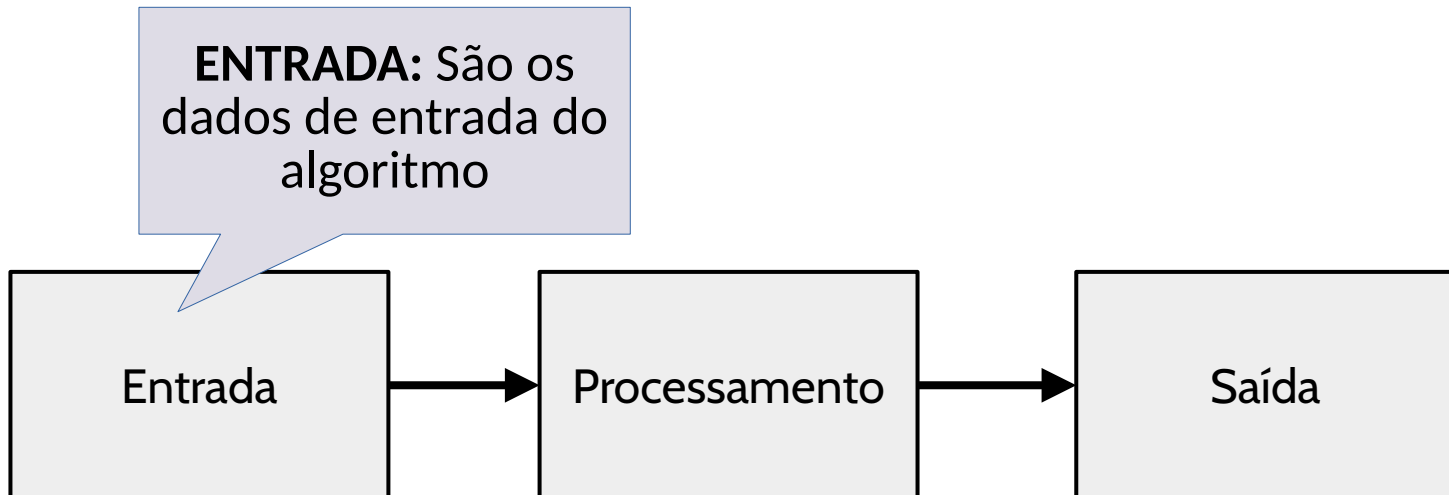 ENTRADA: São os
dados de entrada do
algoritmo
Entrada
Processamento
Saída